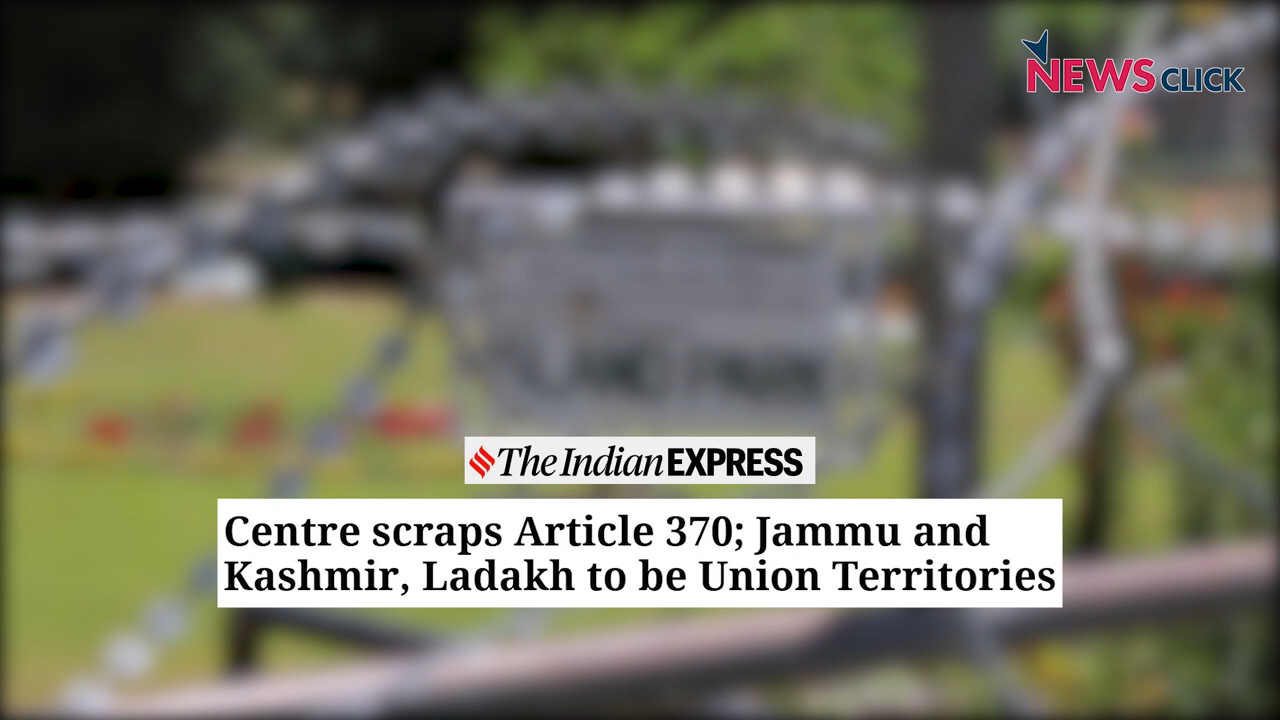 NEWSCLICK
The Indian EXPRESS
Centre scraps Article 370; Jammu and
Kashmir, Ladakh to be Union Territories